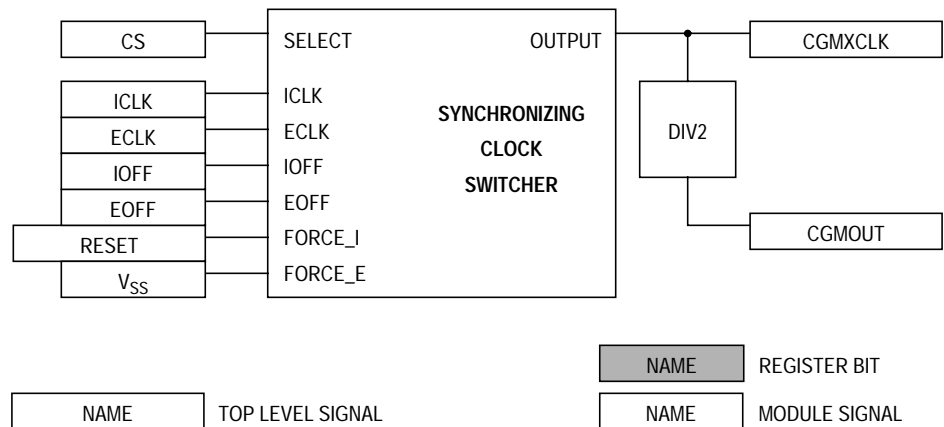 CS SELECT OUTPUT CGMXCLK
ICLK ICLK
ECLK ECLK SYNCHRONIZING DIV2
CLOCK
IOFF IOFF SWITCHER
EOFF EOFF
RESET FORCE_I CGMOUT
VSS FORCE_E
NAME REGISTER BIT
NAME TOP LEVEL SIGNAL NAME MODULE SIGNAL